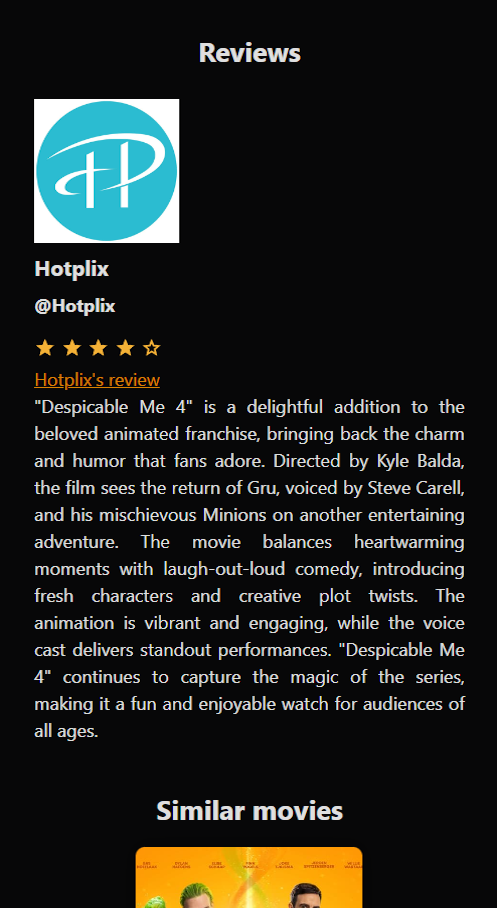 Reviews
HP
Hotplix
@Hotplix
Hotplix's review
"Despicable Me 4" is a delightful addition to the
beloved animated franchise, bringing back the charm
and humor that fans adore. Directed by Kyle Balda,
the film sees the return of Gru, voiced by Steve Carell,
and his mischievous Minions on another entertaining
adventure. The movie balances heartwarming
moments with laugh-out-loud comedy, introducing
fresh characters and creative plot twists. The
animation is vibrant and engaging, while the voice
cast delivers standout performances. "Despicable Me
4" continues to capture the magic of the series,
making it a fun and enjoyable watch for audiences of
all ages.
Similar movies